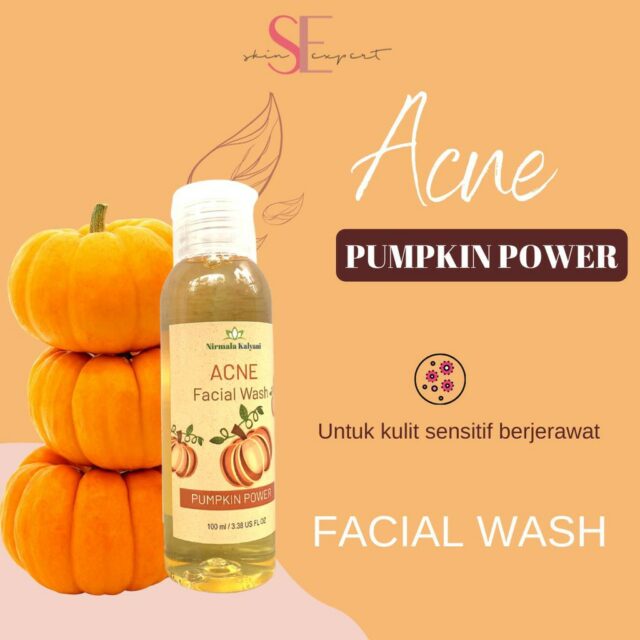 SE
skin expert
Acne
PUMPKIN POWER
Nirmala Kalyani
ACNE
Facial Wash
PUMPKIN POWER
100 ml / 3.38 US FL OZ
Untuk kulit sensitif berjerawat
FACIAL WASH